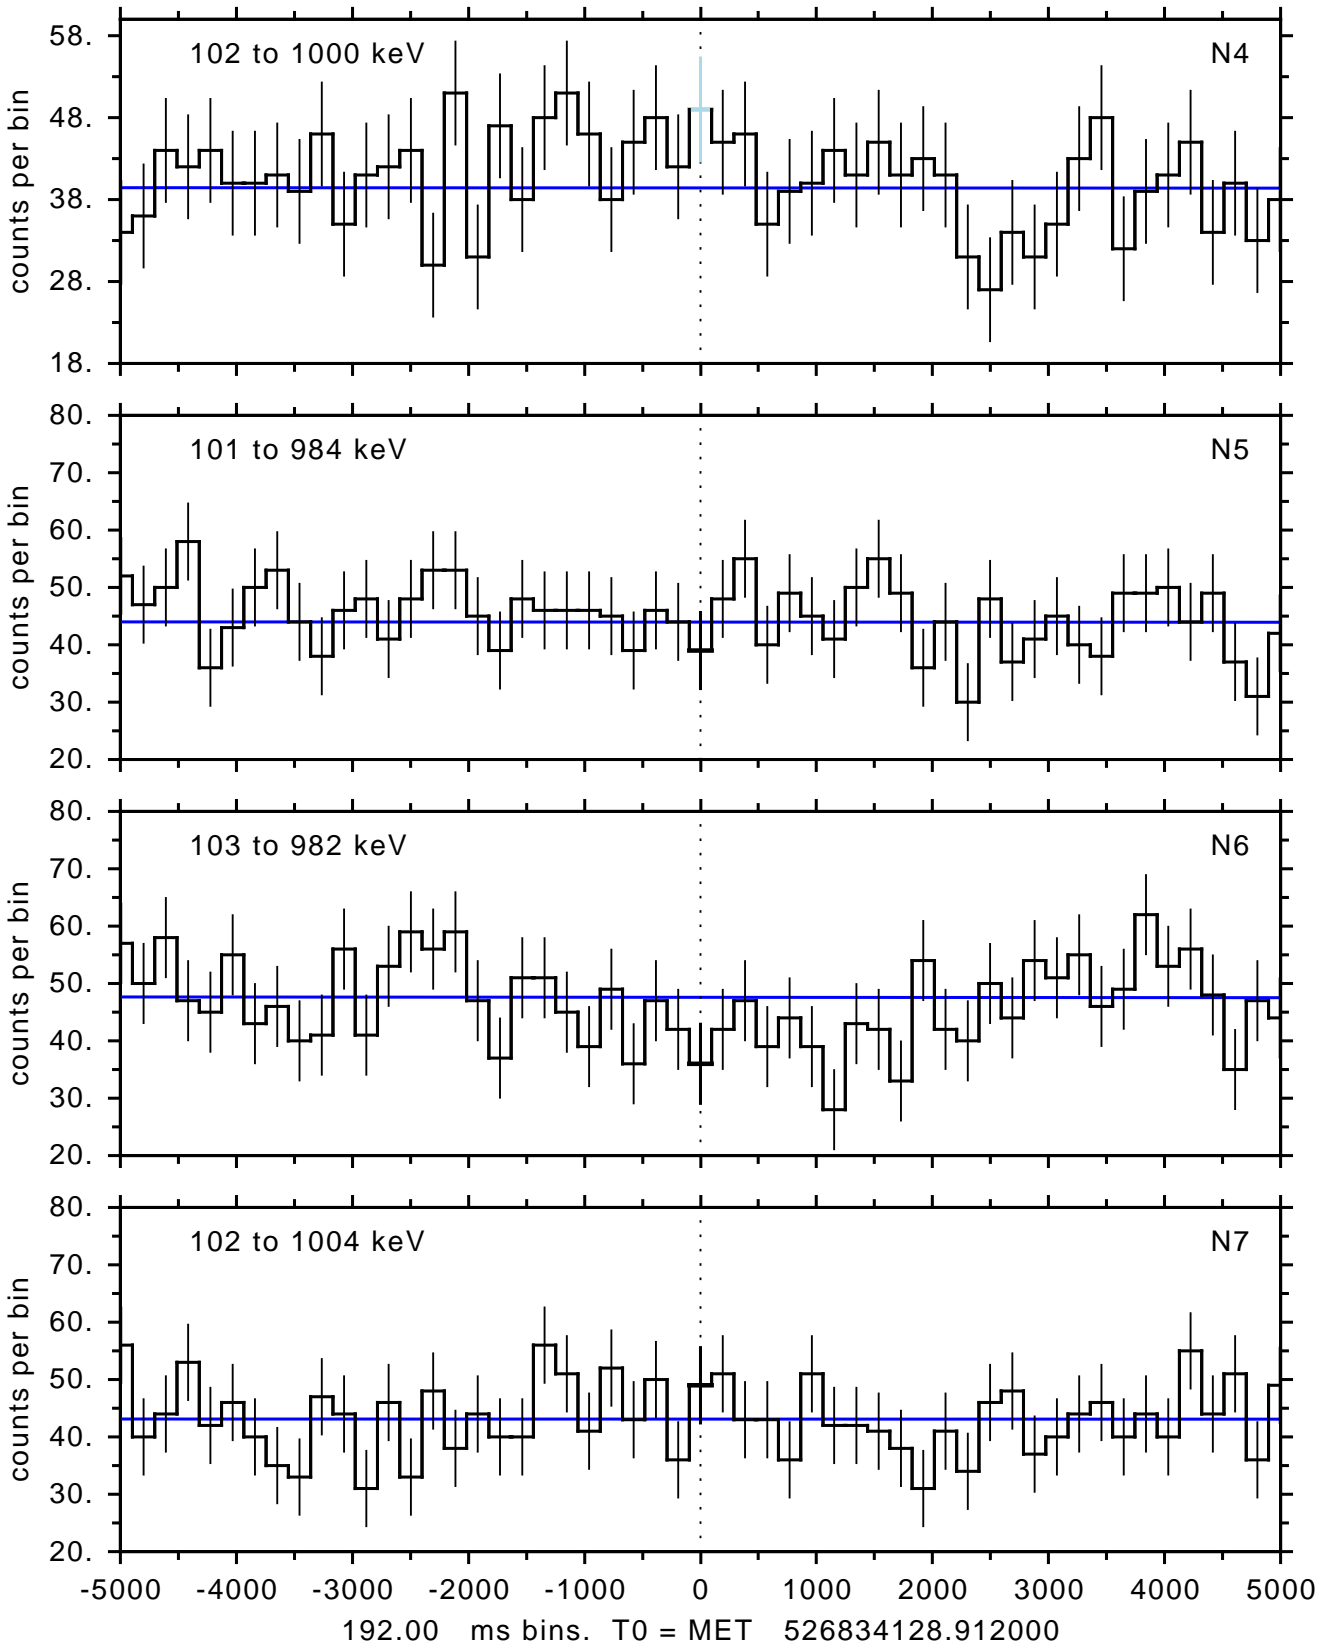 102 to 1000 keV N4
58.
48.
38.
28.
18.
counts per bin
101 to 984 keV N5
80.
70.
60.
50.
40.
30.
20.
counts per bin
103 to 982 keV N6
80.
70.
60.
50.
40.
30.
20.
counts per bin
102 to 1004 keV N7
80.
70.
60.
50.
40.
30.
20.
counts per bin
-5000 -4000 -3000 -2000 -1000 0 1000 2000 3000 4000 5000
192.00 ms bins. T0 = MET 526834128.912000